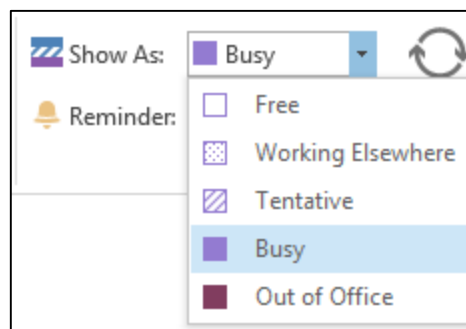 Show As: Busy
Reminder: Free
Working Elsewhere
Tentative
Busy
Out of Office